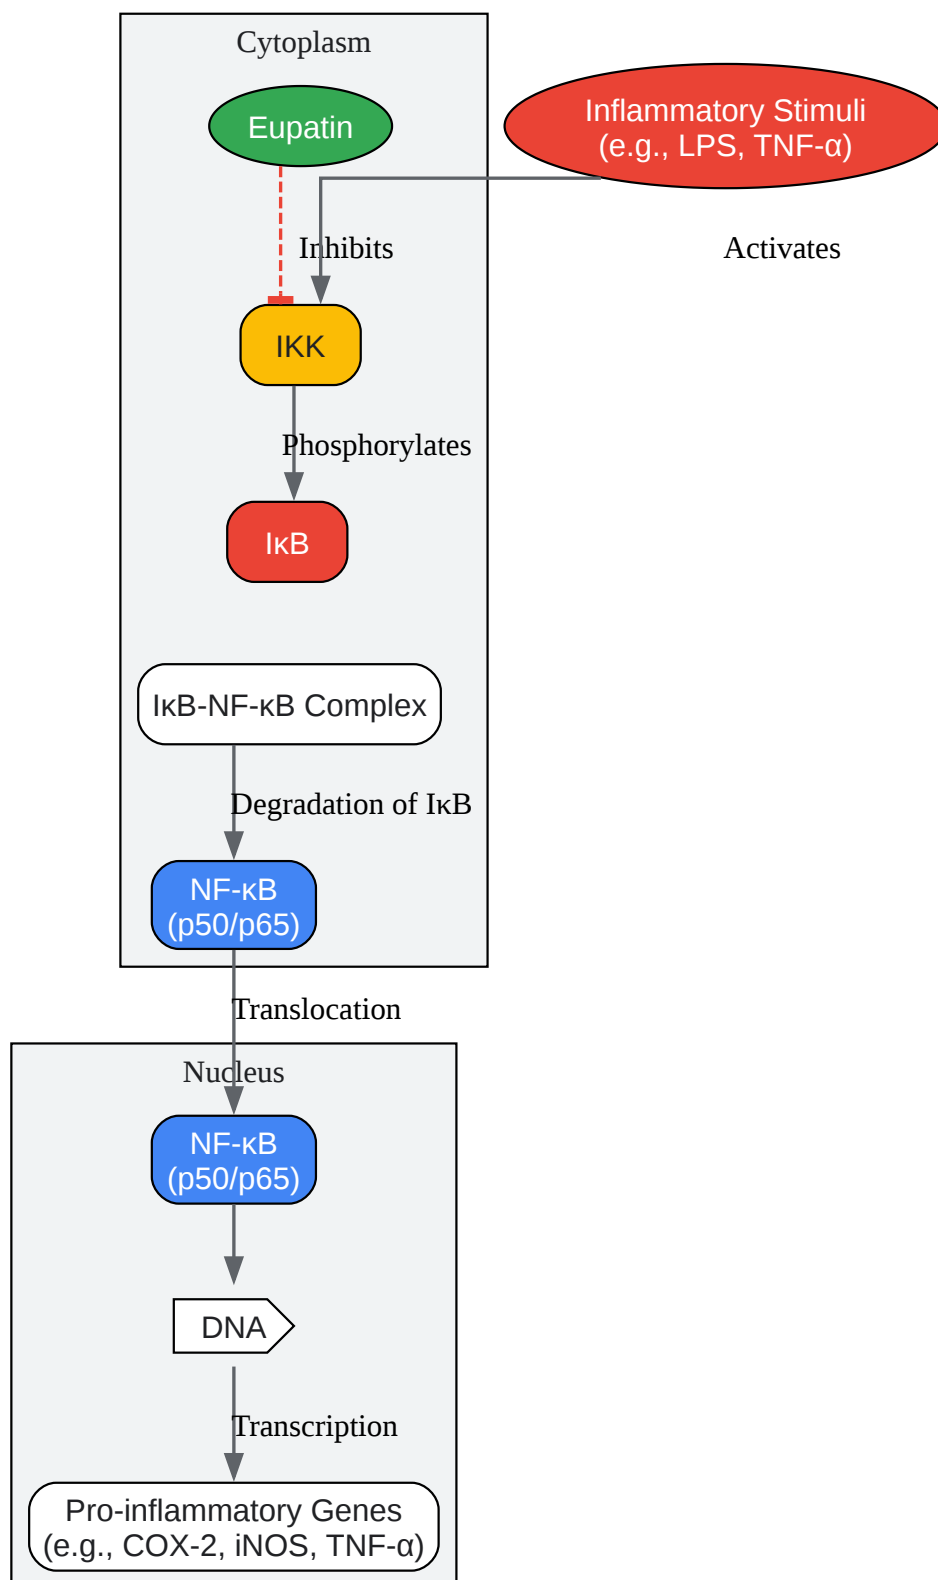 Cytoplasm
Eupatin
Inflammatory Stimuli
(e.g., LPS, TNF-α)
Inhibits
Activates
IKK
Phosphorylates
IκB
IκB-NF-κB Complex
Degradation of IκB
NF-κB
(p50/p65)
Translocation
Nucleus
NF-κB
(p50/p65)
DNA
Transcription
Pro-inflammatory Genes
(e.g., COX-2, iNOS, TNF-α)